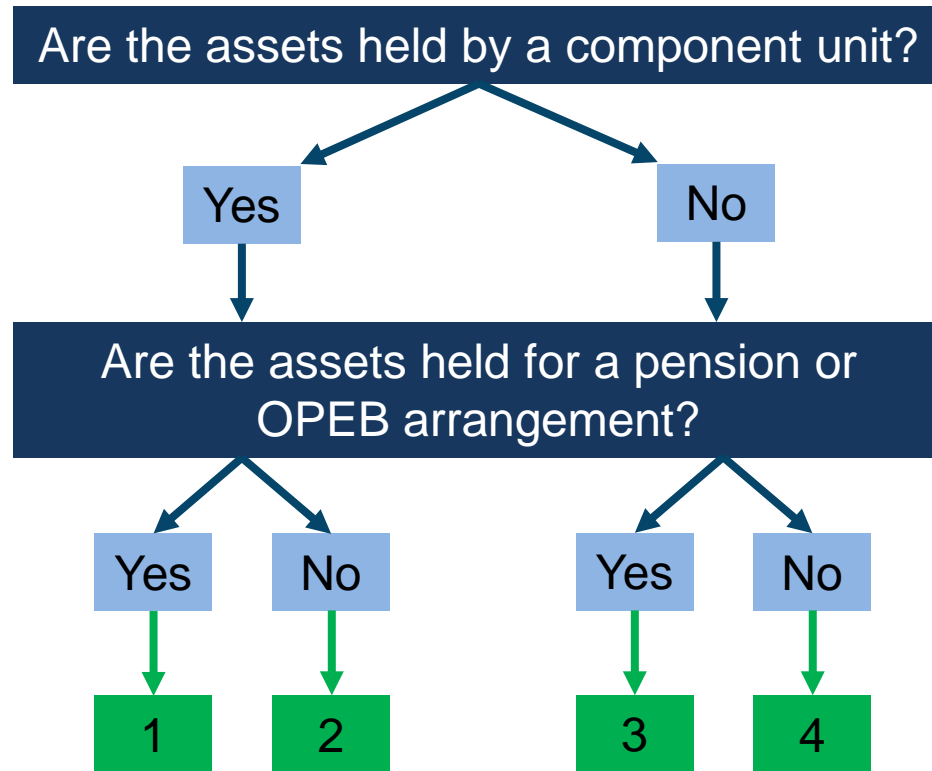 Are the assets held by a component unit?
Yes
No
Are the assets held for a pension or
OPEB arrangement?
Yes
No
Yes
No
1
2
3
4